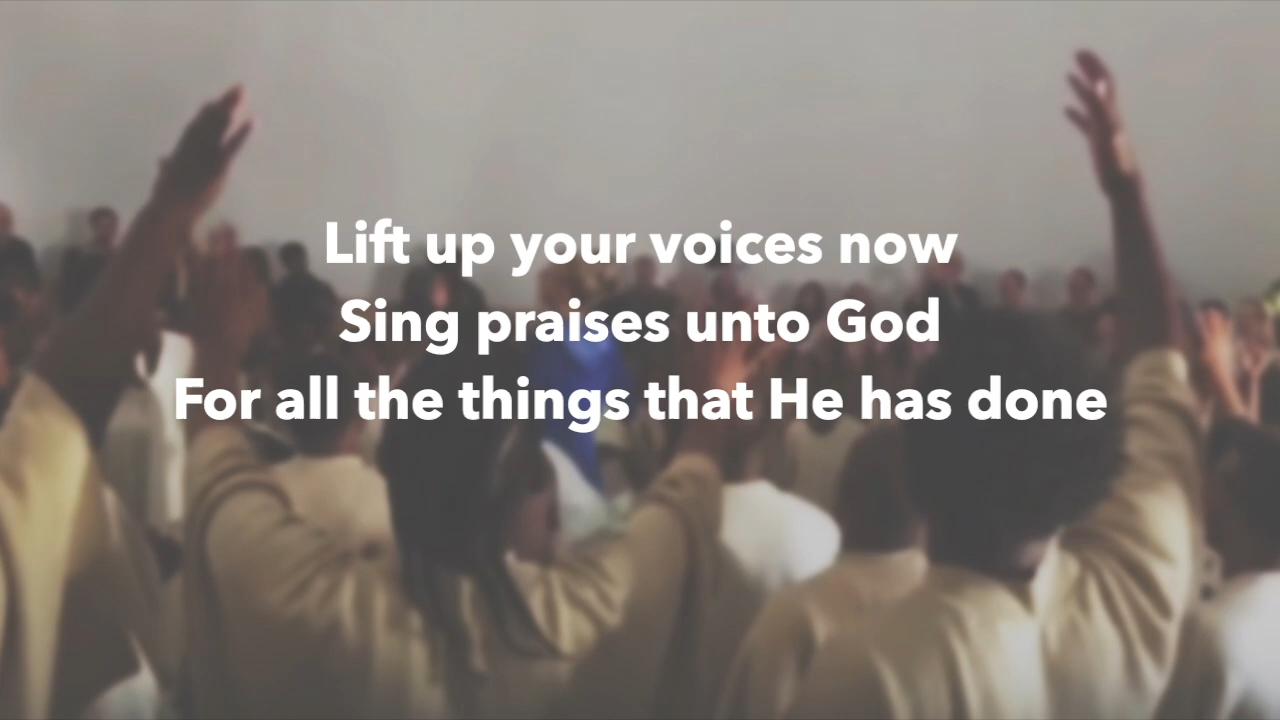 Lift up your voices now
Sing praises unto God
For all the things that He has done